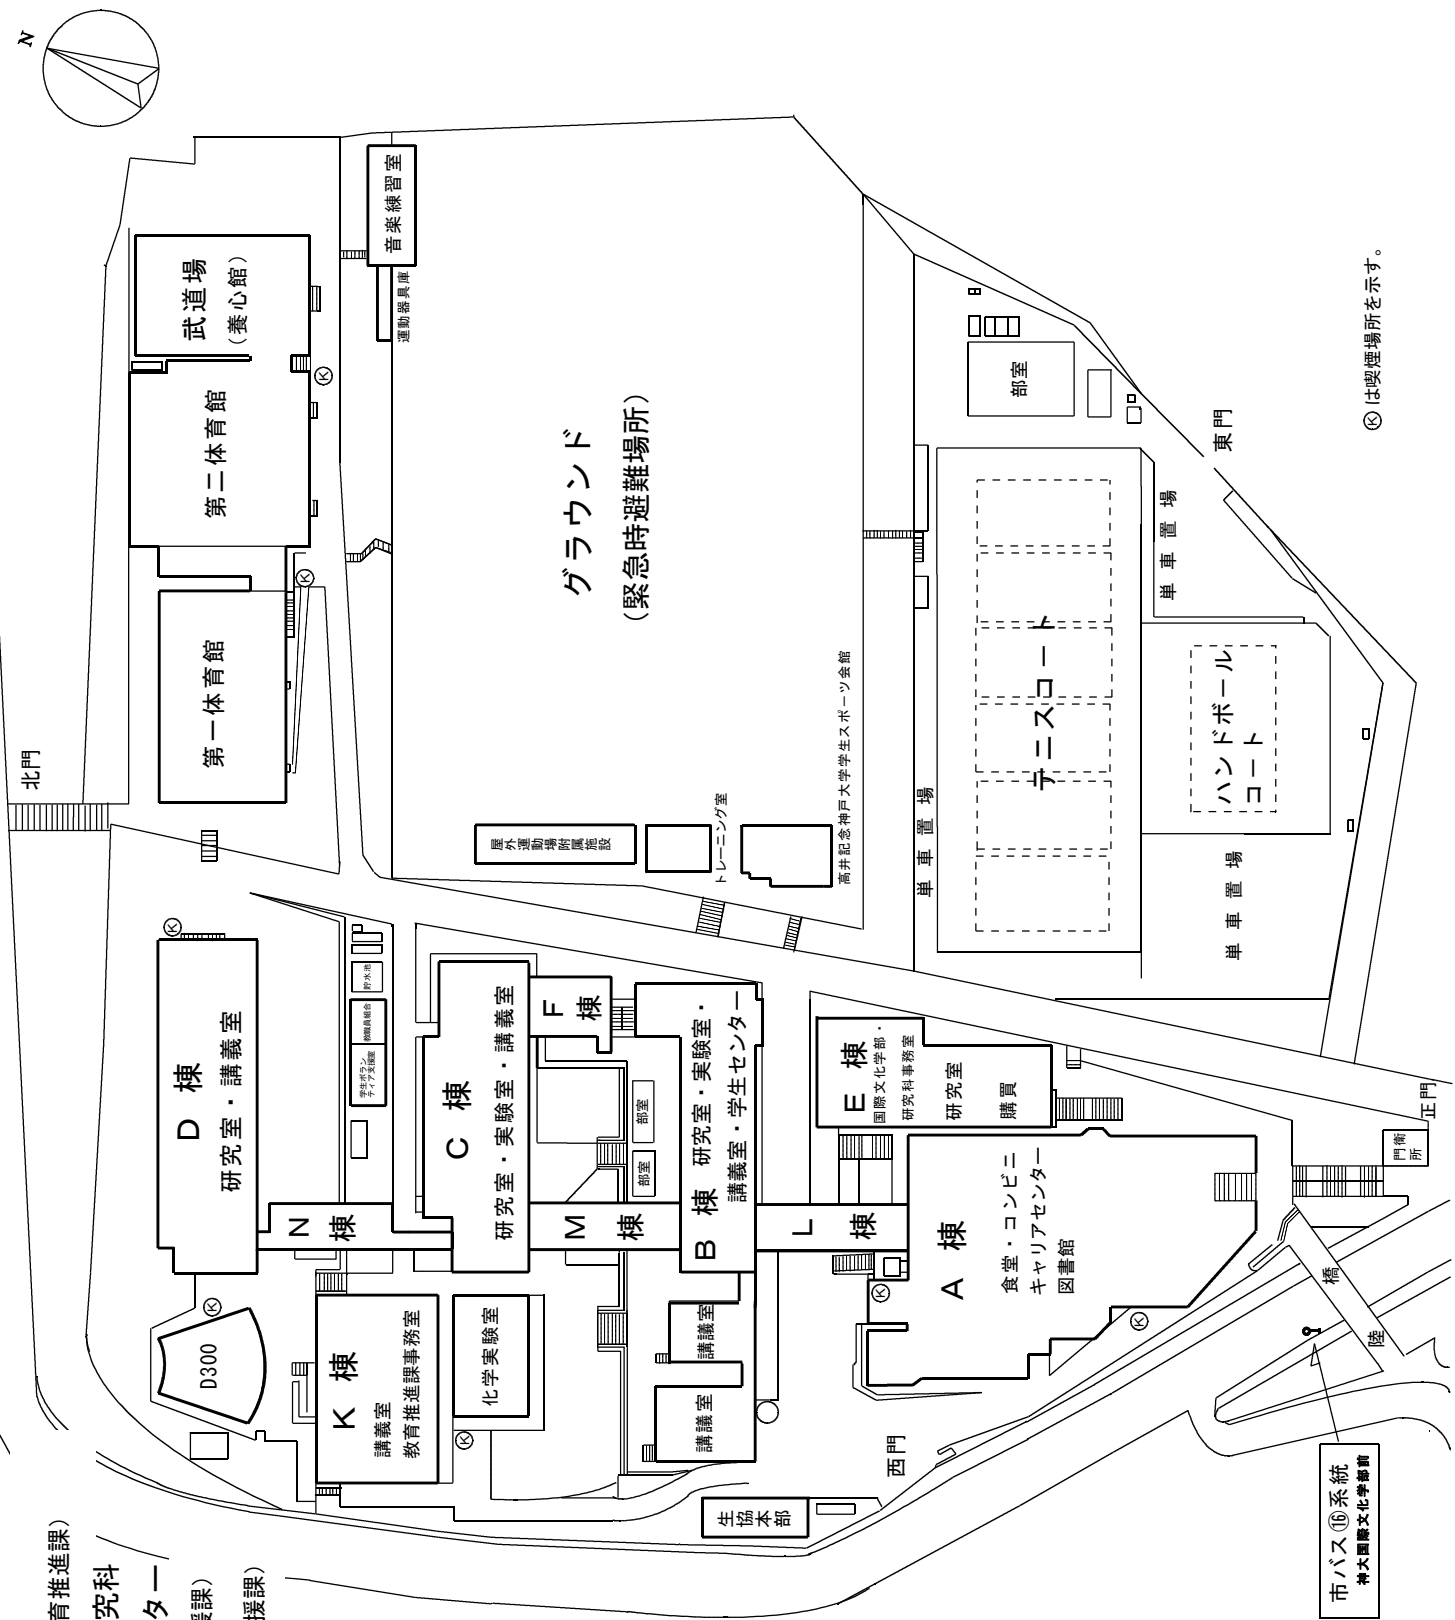 N
北門
武道場
(養心館)
第二体育館
第一体育館
音楽練習室
運動器具庫
グラウンド
(緊急時避難場所)
屋外運動場附属施設
トレーニング室
高井記念神戸大学学生スポーツ会館
部室
東門
単車置場
テニスコート
ハンドボール
コート
単車置場
単車置場
Ⓚは喫煙場所を示す。
Ⓚ
Ⓚ
Ⓚ
D棟
研究室・講義室
貯水池
教職員組合
学生ボラン
ティア支援室
C棟
研究室・実験室・講義室
F棟
部室
部室
B棟 研究室・実験室・
講義室・学生センター
E棟
国際文化学部・
研究科事務室
研究室
購買
N棟
M棟
L棟
A棟
食堂・コンビニ
キャリアセンター
図書館
正門
門衛所
D300
Ⓚ
K棟
講義室
教育推進課事務室
化学実験室
Ⓚ
講議室
講議室
Ⓚ
Ⓚ
西門
生協本部
陸橋
市バス⑯系統
神大国際文化学部前
育推進課)
究科
ター
援課)
援課)